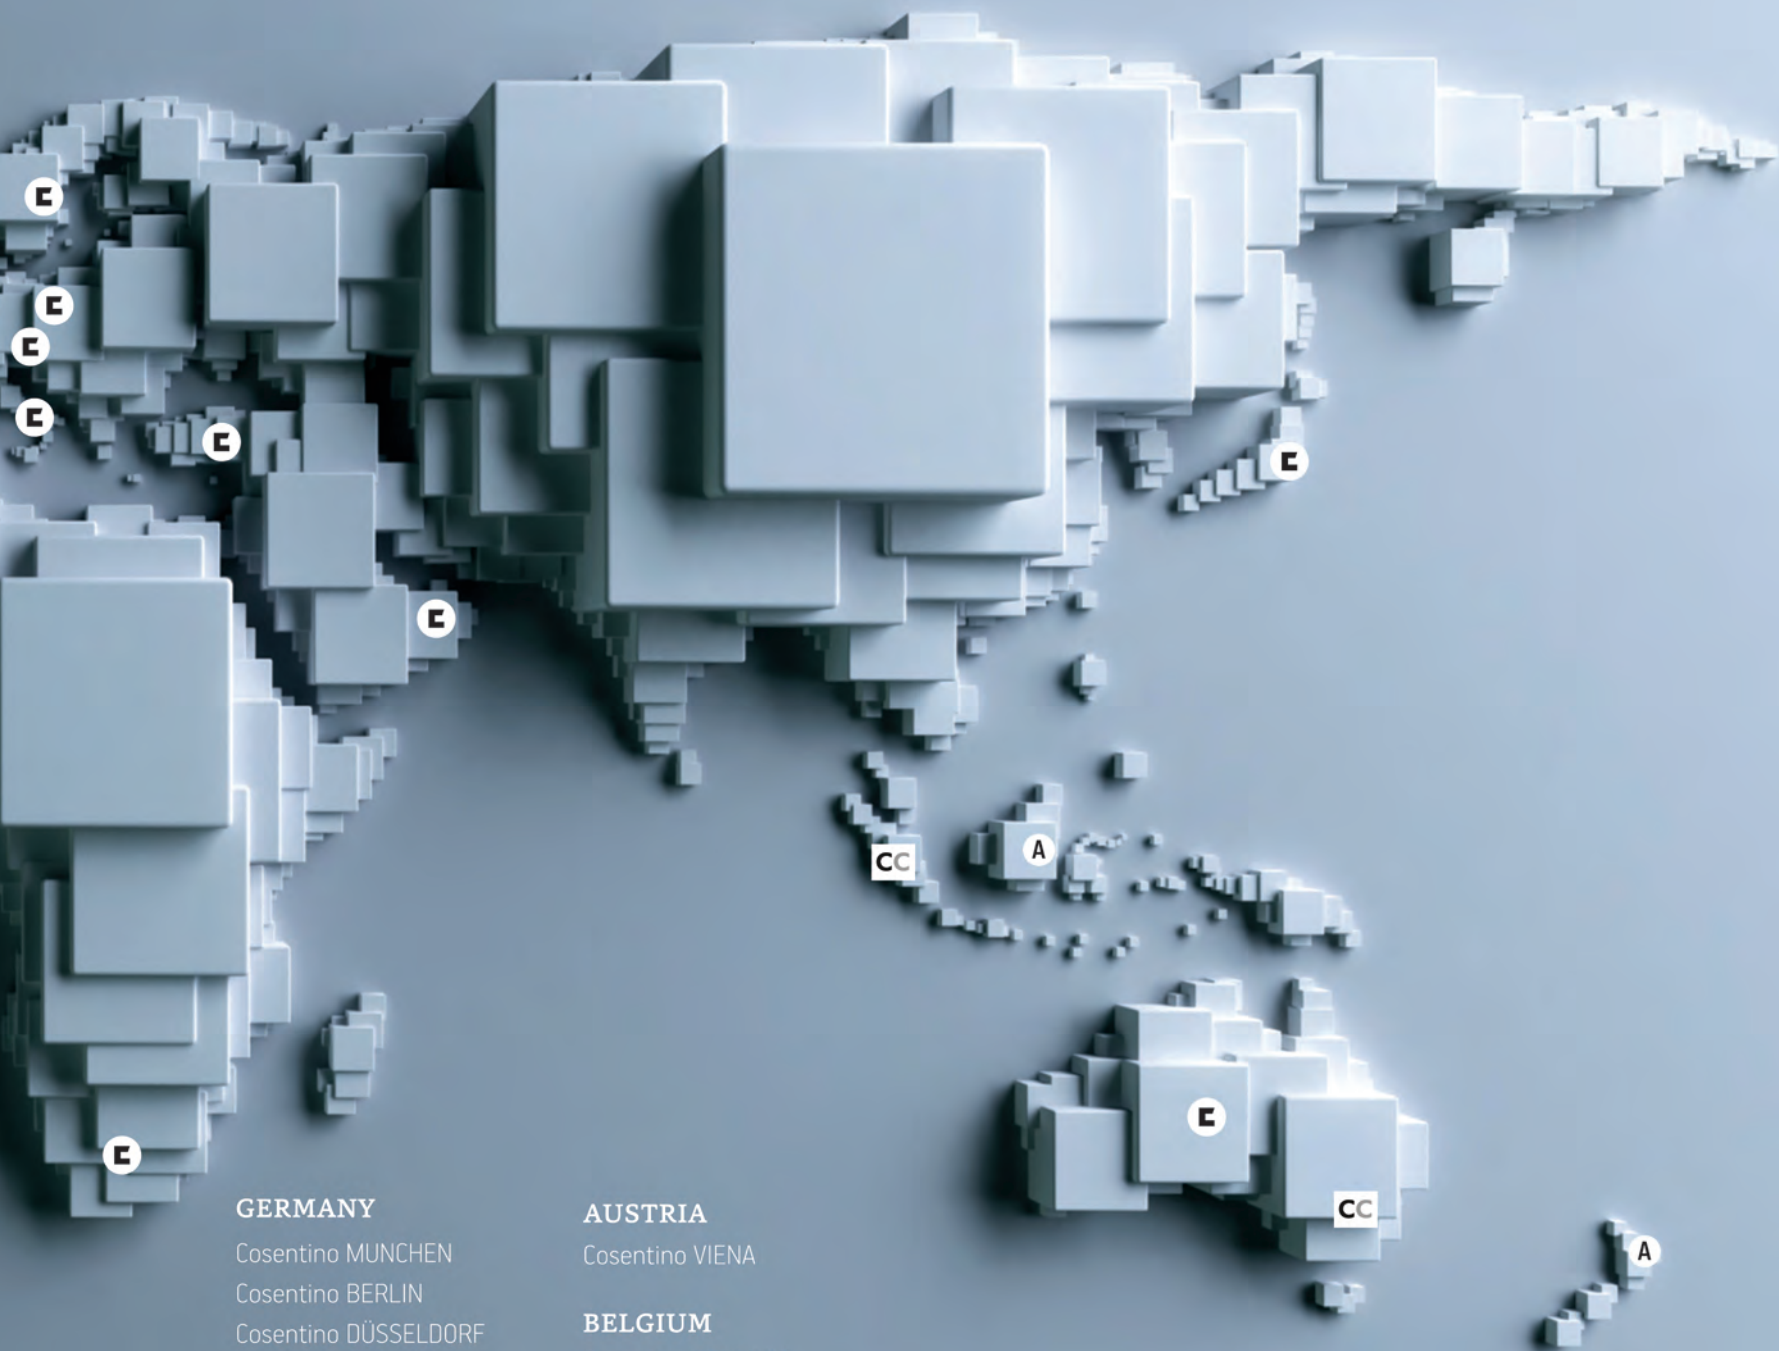 C
C
C
C
C
C
C
A
CC
C
C
CC
A
GERMANY
Cosentino MUNCHEN
Cosentino BERLIN
Cosentino DÜSSELDORF
AUSTRIA
Cosentino VIENA
BELGIUM